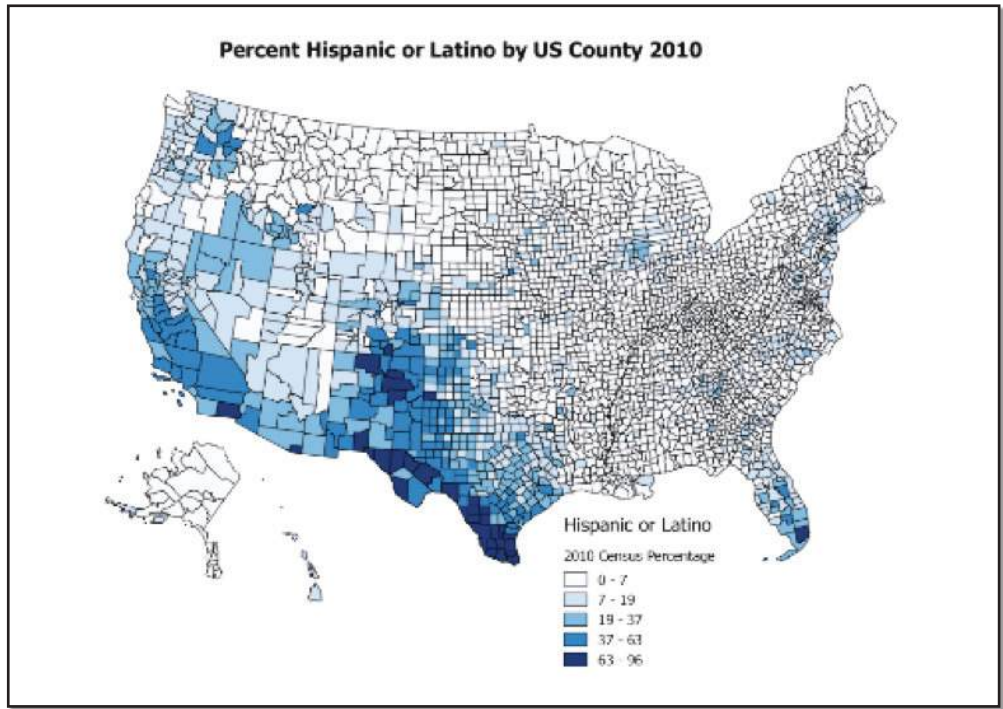 Percent Hispanic or Latino by US County 2010
Hispanic or Latino
2010 Census Percentage
0 - 7
7 - 19
19 - 37
37 - 63
63 - 96